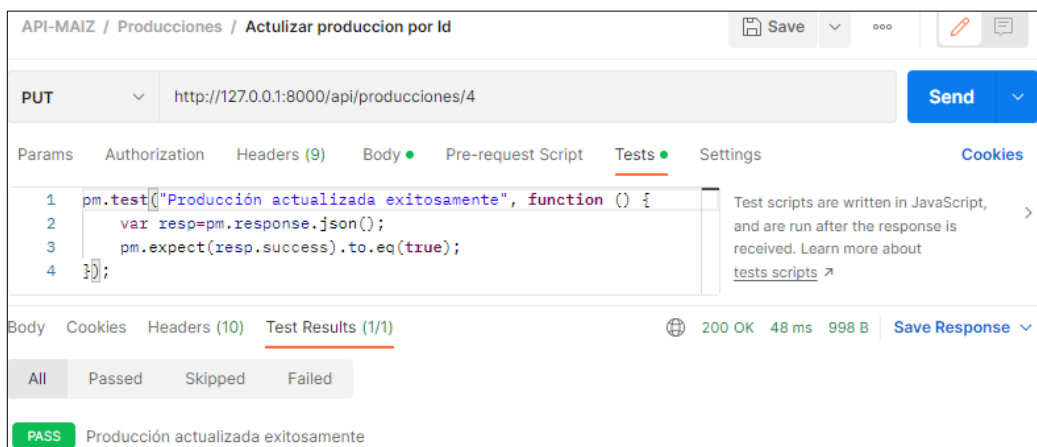 API-MAIZ / Producciones / Actulizar produccion por Id Save ooo
PUT http://127.0.0.1:8000/api/producciones/4 Send
Params Authorization Headers (9) Body Pre-request Script Tests Settings Cookies
1 pm.test("Producción actualizada exitosamente", function () {
2 var resp=pm.response.json();
3 pm.expect(resp.success).to.eq(true);
4 });
Test scripts are written in JavaScript,
and are run after the response is
received. Learn more about
tests scripts ↗
Body Cookies Headers (10) Test Results (1/1) 200 OK 48 ms 998 B Save Response
All Passed Skipped Failed
PASS Producción actualizada exitosamente